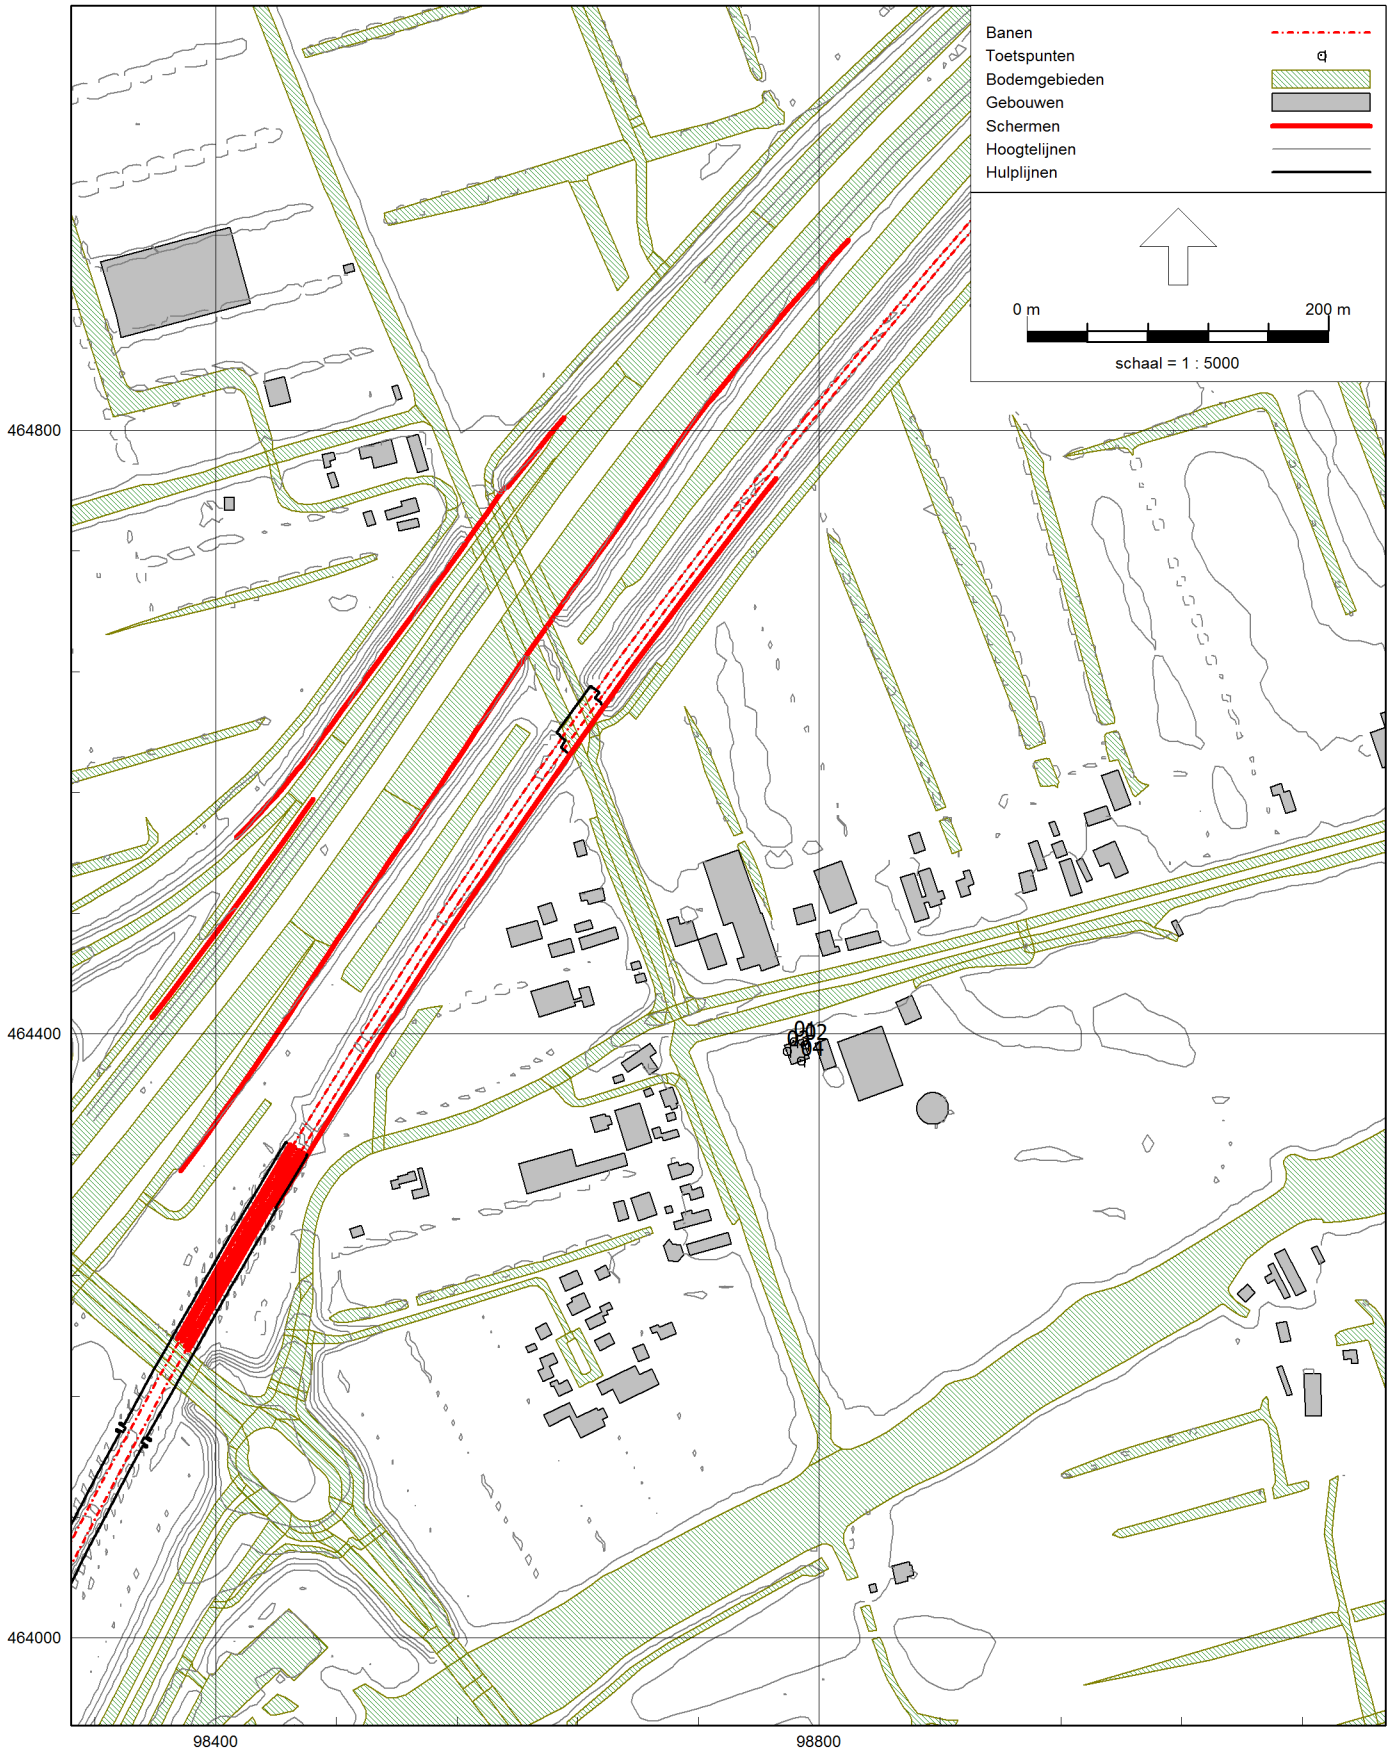 Banen
Toetspunten
Bodemgebieden
Gebouwen
Schermen
Hoogtelijnen
Hulplijnen
0 m 200 m
schaal = 1 : 5000
464800
464400
464000
98400 98800